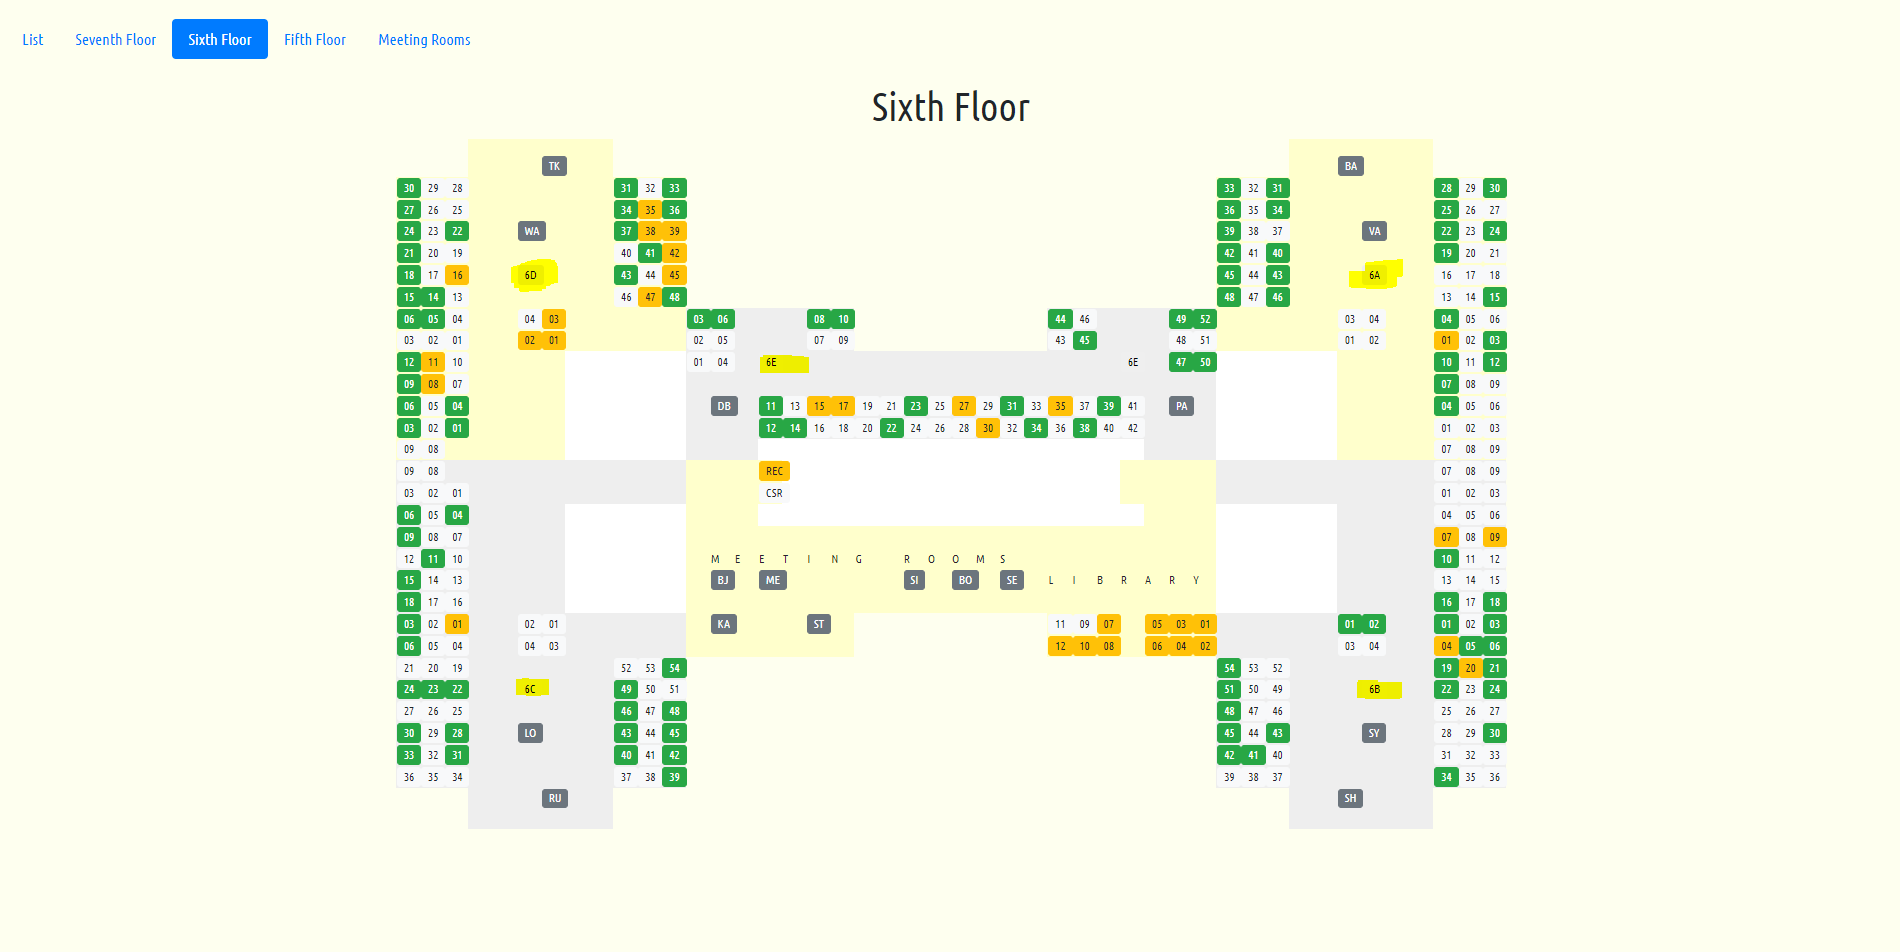 List Seventh Floor Sixth Floor Fifth Floor Meeting Rooms
Sixth Floor
TK BA
30 29 28 31 32 33 33 32 31 28 29 30
27 26 25 34 35 36 36 35 34 25 26 27
24 23 22 WA 37 38 39 39 38 37 VA 22 23 24
21 20 19 40 41 42 42 41 40 19 20 21
18 17 16 6D 43 44 45 45 44 43 6A 16 17 18
15 14 13 46 47 48 48 47 46 13 14 15
06 05 04 04 03 03 06 08 10 44 46 49 52 03 04 04 05 06
03 02 01 02 01 02 05 07 09 43 45 48 51 01 02 01 02 03
12 11 10 01 04 6E 6E 47 50 10 11 12
09 08 07 07 08 09
06 05 04 DB 11 13 15 17 19 21 23 25 27 29 31 33 35 37 39 41 PA 04 05 06
03 02 01 12 14 16 18 20 22 24 26 28 30 32 34 36 38 40 42 01 02 03
09 08 07 08 09
09 08 REC 07 08 09
03 02 01 CSR 01 02 03
06 05 04 04 05 06
09 08 07 07 08 09
12 11 10 M E E T I N G R O O M S 10 11 12
15 14 13 BJ ME SI BO SE L I B R A R Y 13 14 15
18 17 16 16 17 18
03 02 01 02 01 KA ST 11 09 07 05 03 01 01 02 01 02 03
06 05 04 04 03 12 10 08 06 04 02 03 04 04 05 06
21 20 19 52 53 54 54 53 52 19 20 21
24 23 22 6C 49 50 51 51 50 49 6B 22 23 24
27 26 25 46 47 48 48 47 46 25 26 27
30 29 28 LO 43 44 45 45 44 43 SY 28 29 30
33 32 31 40 41 42 42 41 40 31 32 33
36 35 34 37 38 39 39 38 37 34 35 36
RU SH